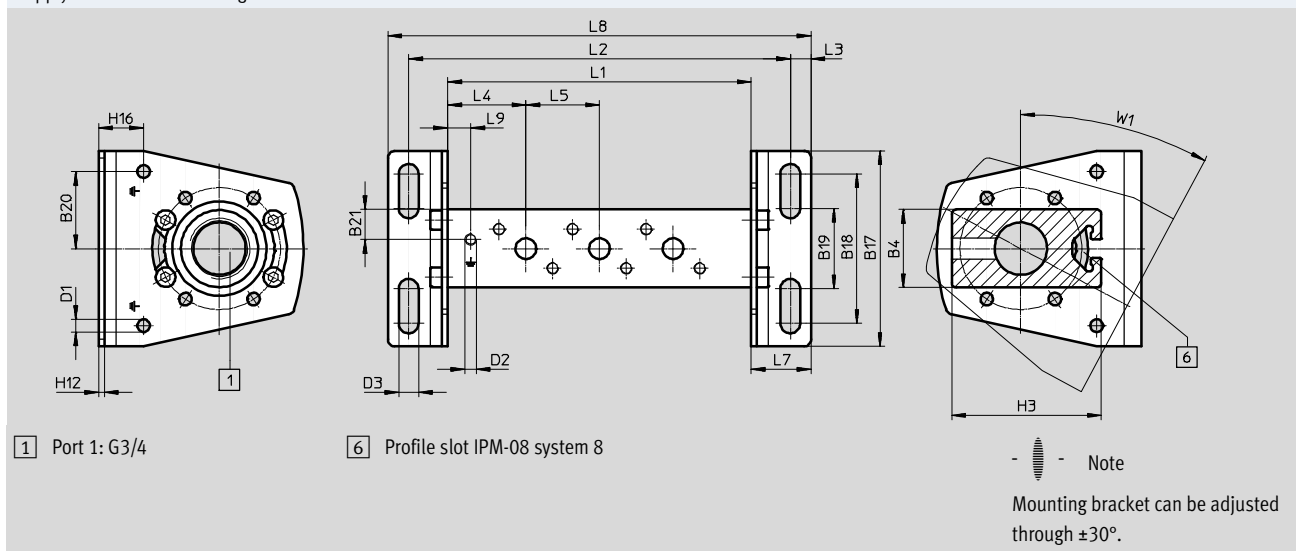 L8
L2
L3
L1
L4
L5
L9
H16
W1
B20
B21
B19
B18
B17
B4
D1
D2
D3
L7
H12
1
6
H3
1 Port 1: G3/4
6 Profile slot IPM-08 system 8
Note
Mounting bracket can be adjusted
through ±30°.